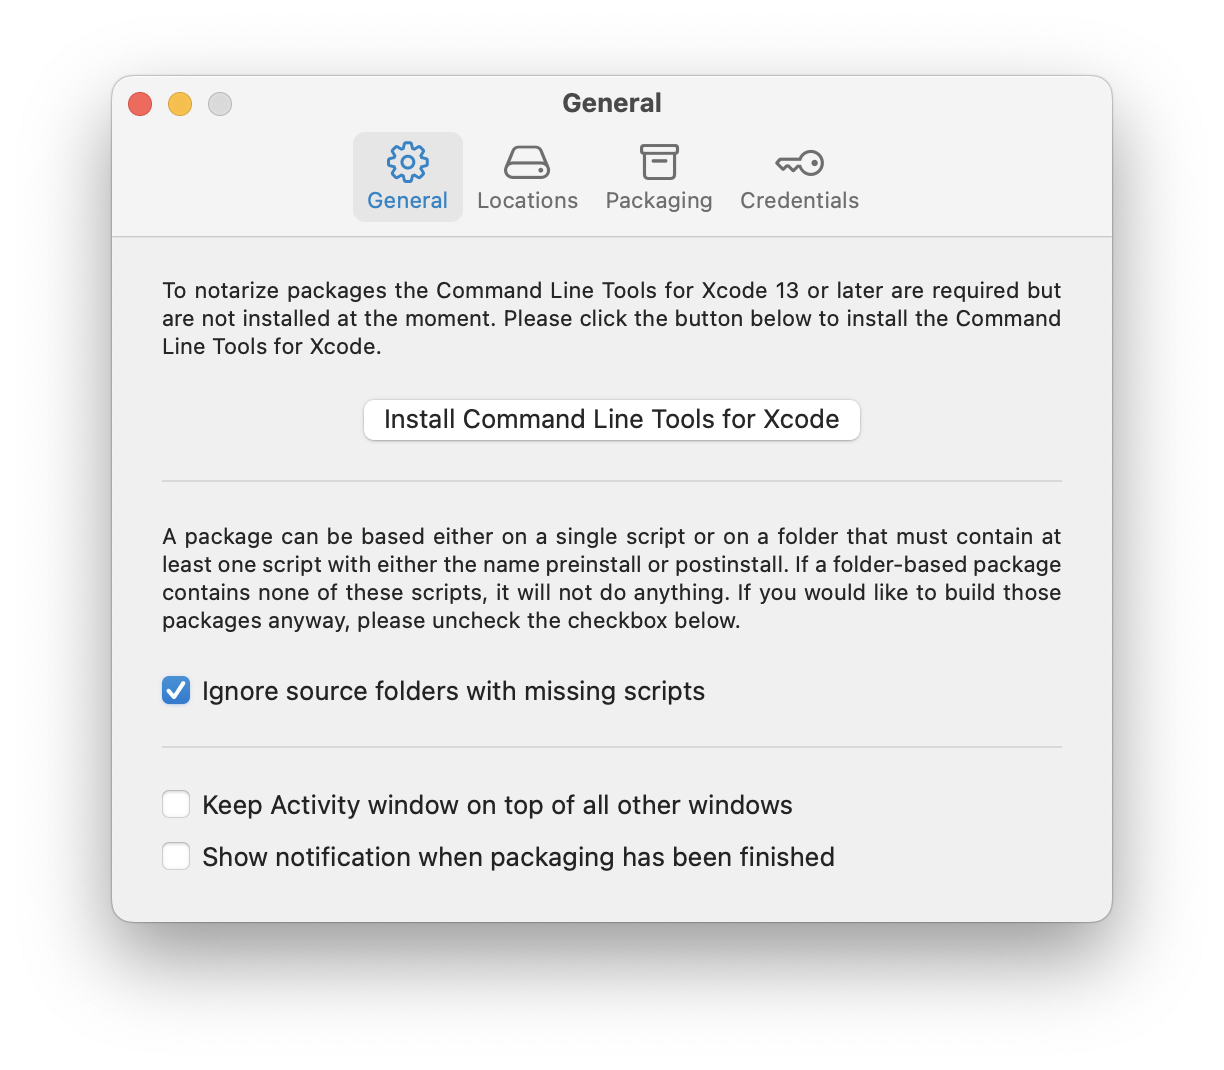 General
General
Locations
Packaging
Credentials
To notarize packages the Command Line Tools for Xcode 13 or later are required but
are not installed at the moment. Please click the button below to install the Command
Line Tools for Xcode.
Install Command Line Tools for Xcode
A package can be based either on a single script or on a folder that must contain at
least one script with either the name preinstall or postinstall. If a folder-based package
contains none of these scripts, it will not do anything. If you would like to build those
packages anyway, please uncheck the checkbox below.
Ignore source folders with missing scripts
Keep Activity window on top of all other windows
Show notification when packaging has been finished